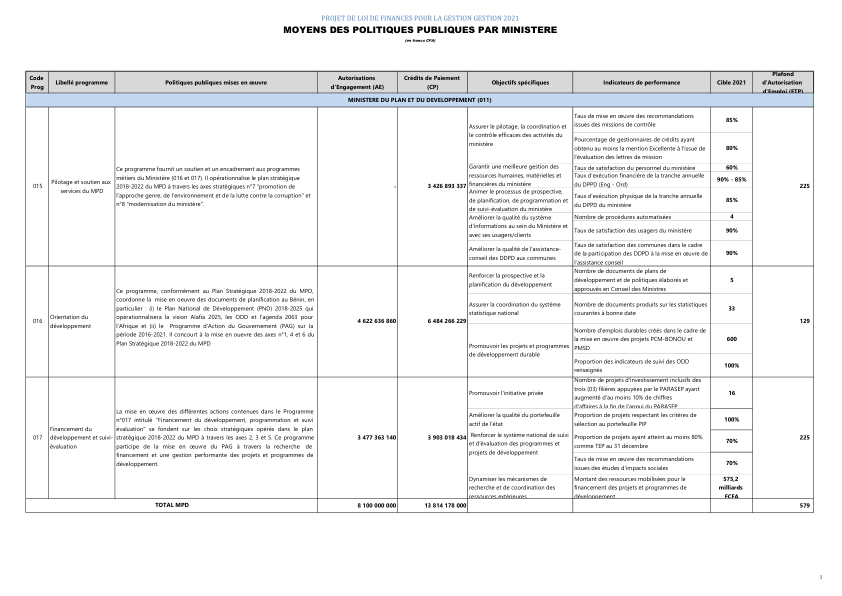 PROJET DE LOI DE FINANCES POUR LA GESTION GESTION 2021
MOYENS DES POLITIQUES PUBLIQUES PAR MINISTERE
(en francs CFA)
Code Prog
Libellé programme
Politiques publiques mises en œuvre
Autorisations d'Engagement (AE)
Crédits de Paiement (CP)
Objectifs spécifiques
Indicateurs de performance
Cible 2021
Plafond d'Autorisation d'Emploi (ETP)
MINISTERE DU PLAN ET DU DEVELOPPEMENT (011)
015
Pilotage et soutien aux
services du MPD
Ce programme fournit un soutien et un encadrement aux programmes
métiers du Ministère (016 et 017). Il opérationnalise le plan stratégique
2018-2022 du MPD à travers les axes stratégiques n°7 "promotion de
l'approche genre, de l'environnement et de la lutte contre la corruption" et
n°8 "modernisation du ministère".
-
3 426 893 337
Assurer le pilotage, la coordination et
le contrôle efficaces des activités du
ministère
Taux de mise en œuvre des recommandations
issues des missions de contrôle
85%
Pourcentage de gestionnaires de crédits ayant
obtenu au moins la mention Excellente à l'issue de
l'évaluation des lettres de mission
80%
Garantir une meilleure gestion des
ressources humaines, matérielles et
financières du ministère
Taux de satisfaction du personnel du ministère
60%
Taux d'exécution financière de la tranche annuelle
du DPPD (Eng - Ord)
90% - 85%
Animer le processus de prospective,
de planification, de programmation et
de suivi-évaluation du ministère
Taux d'exécution physique de la tranche annuelle
du DPPD du ministère
85%
Améliorer la qualité du système
d'informations au sein du Ministère et
avec ses usagers/clients
Nombre de procédures automatisées
4
Taux de satisfaction des usagers du ministère
90%
Améliorer la qualité de l'assistance-
conseil des DDPD aux communes
Taux de satisfaction des communes dans le cadre
de la participation des DDPD à la mise en œuvre de
l'assistance conseil
90%
225
016
Orientation du
développement
Ce programme, conformément au Plan Stratégique 2018-2022 du MPD,
coordonne la mise en oeuvre des documents de planification au Bénin, en
particulier : (i) le Plan National de Développement (PND) 2018-2025 qui
opérationnalisera la vision Alafia 2025, les ODD et l'agenda 2063 pour
l'Afrique et (ii) le Programme d'Action du Gouvernement (PAG) sur la
période 2016-2021. Il concourt à la mise en ouevre des axes n°1, 4 et 6 du
Plan Stratégique 2018-2022 du MPD
4 622 636 860
6 484 266 229
Renforcer la prospective et la
planification du développement
Nombre de documents de plans de
développement et de politiques élaborés et
approuvés en Conseil des Ministres
5
Assurer la coordination du système
statistique national
Nombre de documents produits sur les statistiques
courantes à bonne date
33
Promouvoir les projets et programmes
de développement durable
Nombre d'emplois durables créés dans le cadre de
la mise en œuvre des projets PCM-BONOU et
PMSD
600
Proportion des indicateurs de suivi des ODD
renseignés
100%
129
017
Financement du
développement et suivi-
évaluation
La mise en œuvre des différentes actions contenues dans le Programme
n°017 intitulé "Financement du développement, programmation et suivi
évaluation" se fondent sur les choix stratégiques opérés dans le plan
stratégique 2018-2022 du MPD à travers les axes 2, 3 et 5. Ce programme
participe de la mise en œuvre du PAG à travers la recherche de
financement et une gestion performante des projets et programmes de
développement.
3 477 363 140
3 903 018 434
Promouvoir l'initiative privée
Nombre de projets d'investissement inclusifs des
trois (03) filières appuyées par le PARASEP ayant
augmenté d'au moins 10% de chiffres
d'affaires à la fin de l'appui du PARASEP
16
Améliorer la qualité du portefeuille
actif de l'état
Proportion de projets respectant les critères de
sélection au portefeuille PIP
100%
Renforcer le système national de suivi
et d'évaluation des programmes et
projets de développement
Proportion de projets ayant atteint au moins 80%
comme TEP au 31 décembre
70%
Taux de mise en œuvre des recommandations
issues des études d'impacts sociales
70%
Dynamiser les mécanismes de
recherche et de coordination des
ressources extérieures
Montant des ressources mobilisées pour le
financement des projets et programmes de
développement
575,2
milliards
FCFA
225
TOTAL MPD
8 100 000 000
13 814 178 000
579
3